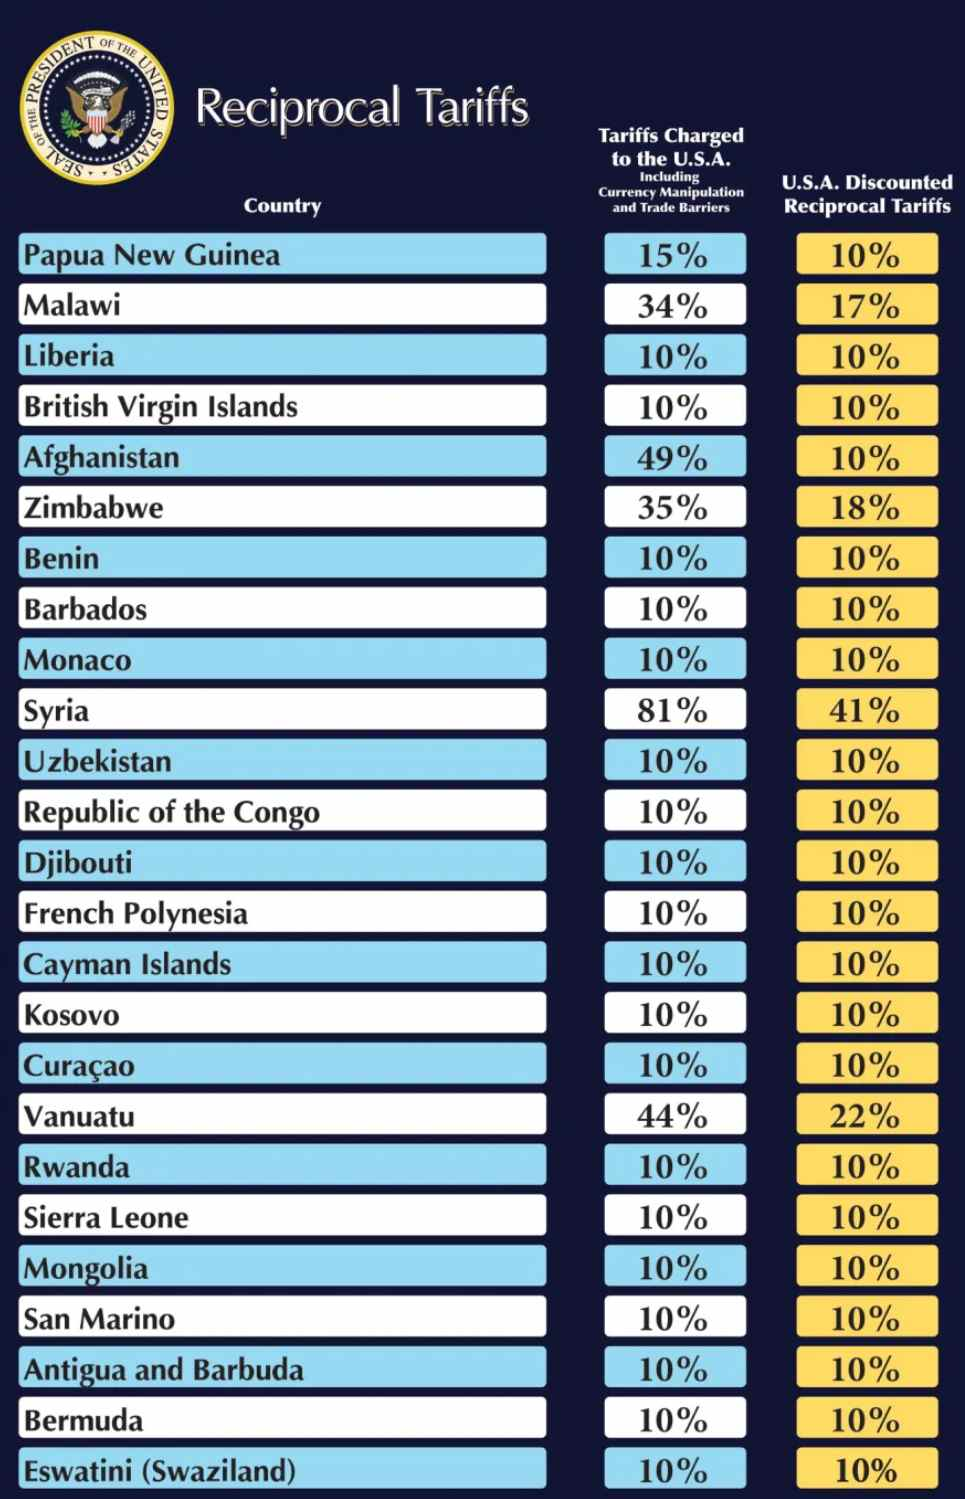 SEAL OF THE PRESIDENT OF THE UNITED STATES
Reciprocal Tariffs
Country
Tariffs Charged
to the U.S.A.
Including
Currency Manipulation
and Trade Barriers
U.S.A. Discounted
Reciprocal Tariffs
Papua New Guinea 15% 10%
Malawi 34% 17%
Liberia 10% 10%
British Virgin Islands 10% 10%
Afghanistan 49% 10%
Zimbabwe 35% 18%
Benin 10% 10%
Barbados 10% 10%
Monaco 10% 10%
Syria 81% 41%
Uzbekistan 10% 10%
Republic of the Congo 10% 10%
Djibouti 10% 10%
French Polynesia 10% 10%
Cayman Islands 10% 10%
Kosovo 10% 10%
Curaçao 10% 10%
Vanuatu 44% 22%
Rwanda 10% 10%
Sierra Leone 10% 10%
Mongolia 10% 10%
San Marino 10% 10%
Antigua and Barbuda 10% 10%
Bermuda 10% 10%
Eswatini (Swaziland) 10% 10%